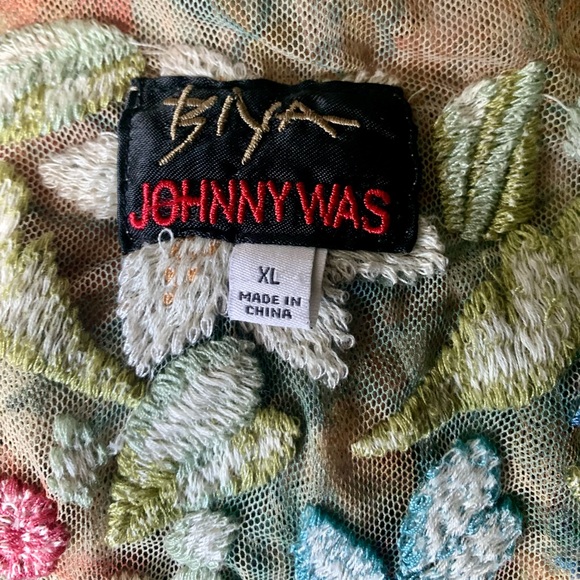 BIYA
JOHNNY WAS
XL
MADE IN
CHINA